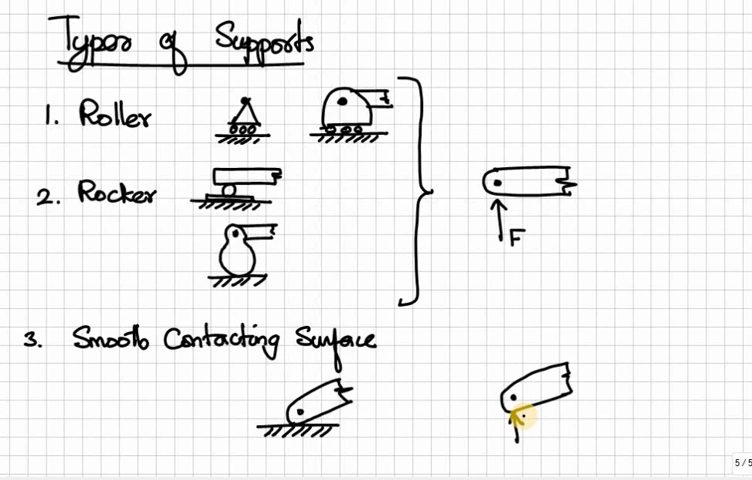 Types of Supports
1. Roller
2. Rocker
F
3. Smooth Contacting Surface
5/5